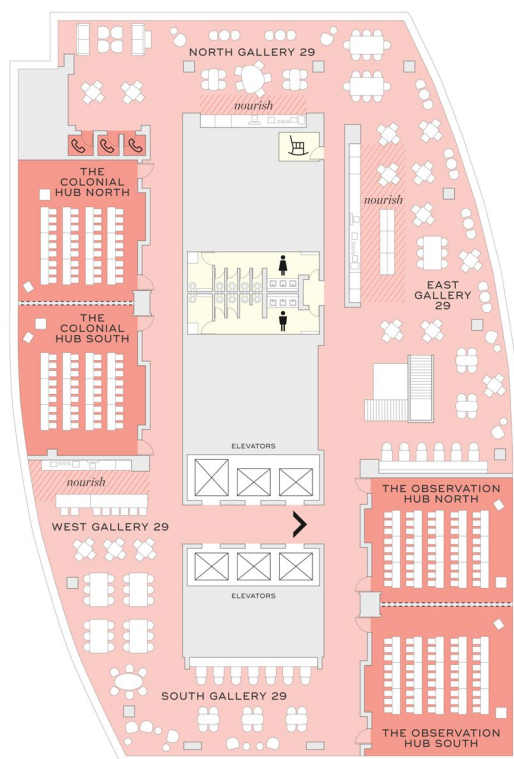 NORTH GALLERY 29
nourish
THE
COLONIAL
HUB NORTH
nourish
EAST
GALLERY
29
THE
COLONIAL
HUB SOUTH
ELEVATORS
nourish
WEST GALLERY 29
THE OBSERVATION
HUB NORTH
ELEVATORS
SOUTH GALLERY 29
THE OBSERVATION
HUB SOUTH